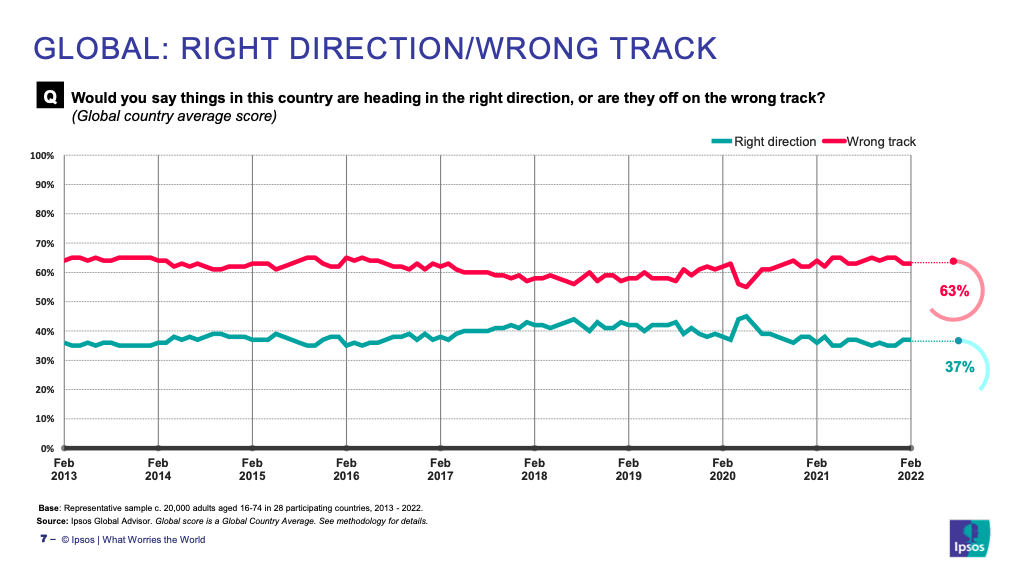 GLOBAL: RIGHT DIRECTION/WRONG TRACK
Q Would you say things in this country are heading in the right direction, or are they off on the wrong track?
(Global country average score)
Right direction Wrong track
100%
90%
80%
70%
60%
50%
40%
30%
20%
10%
0%
63%
37%
Feb 2013
Feb 2014
Feb 2015
Feb 2016
Feb 2017
Feb 2018
Feb 2019
Feb 2020
Feb 2021
Feb 2022
Base: Representative sample c. 20,000 adults aged 16-74 in 28 participating countries, 2013 - 2022.
Source: Ipsos Global Advisor. Global score is a Global Country Average. See methodology for details.
7 – © Ipsos | What Worries the World
Ipsos